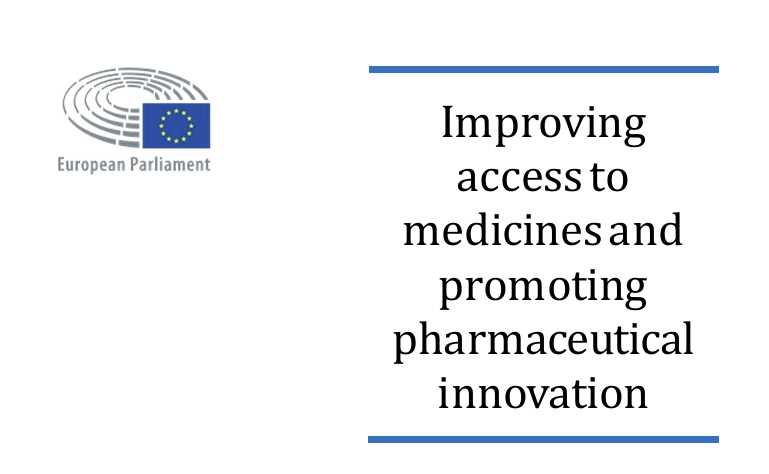 European Parliament
Improving
access to
medicines and
promoting
pharmaceutical
innovation